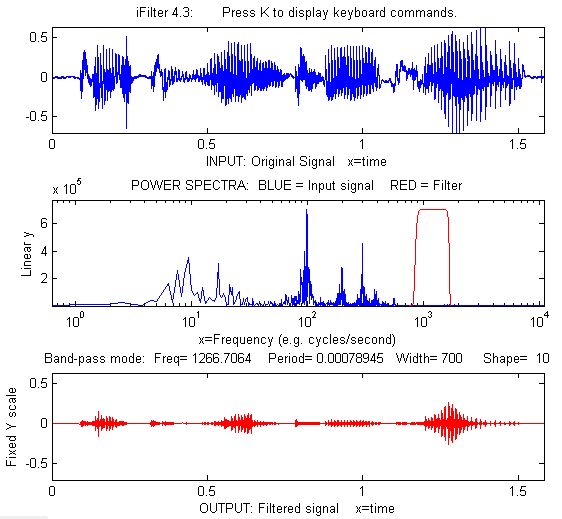 iFilter 4.3: Press K to display keyboard commands.
0.5
0
-0.5
0 0.5 1 1.5
INPUT: Original Signal x=time
x 10^5 POWER SPECTRA: BLUE = Input signal RED = Filter
6
4
2
Linear y
10^0 10^1 10^2 10^3 10^4
x=Frequency (e.g. cycles/second)
Band-pass mode: Freq= 1266.7064 Period= 0.00078945 Width= 700 Shape= 10
0.5
0
-0.5
Fixed Y scale
0 0.5 1 1.5
OUTPUT: Filtered signal x=time